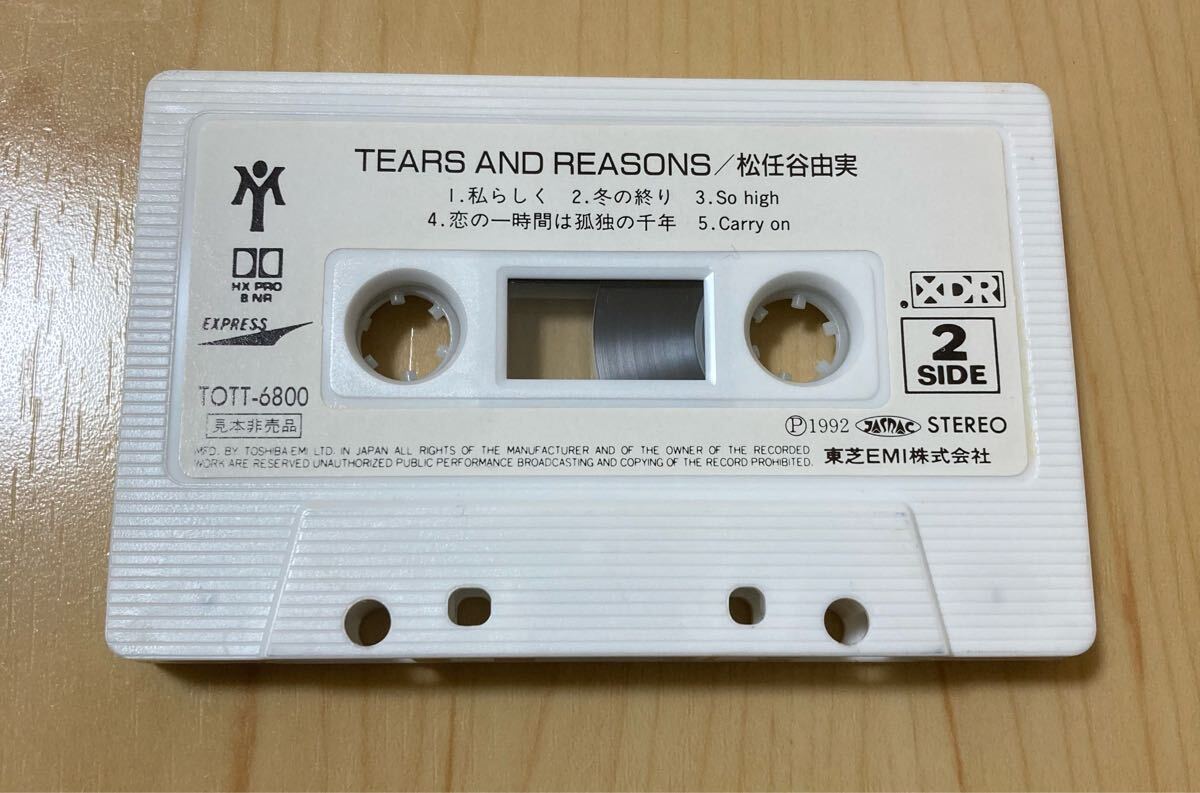 TEARS AND REASONS/松任谷由実
1.私らしく 2.冬の終り 3.So high
4.恋の一時間は孤独の千年 5.Carry on
HX PRO
B NR
EXPRESS
TOTT-6800
見本非売品
XDR
2
SIDE
Ⓟ1992 JASRAC STEREO
MFD. BY TOSHIBA EMI LTD. IN JAPAN ALL RIGHTS OF THE MANUFACTURER AND OF THE OWNER OF THE RECORDED
WORK ARE RESERVED UNAUTHORIZED PUBLIC PERFORMANCE BROADCASTING AND COPYING OF THE RECORD PROHIBITED.
東芝EMI株式会社